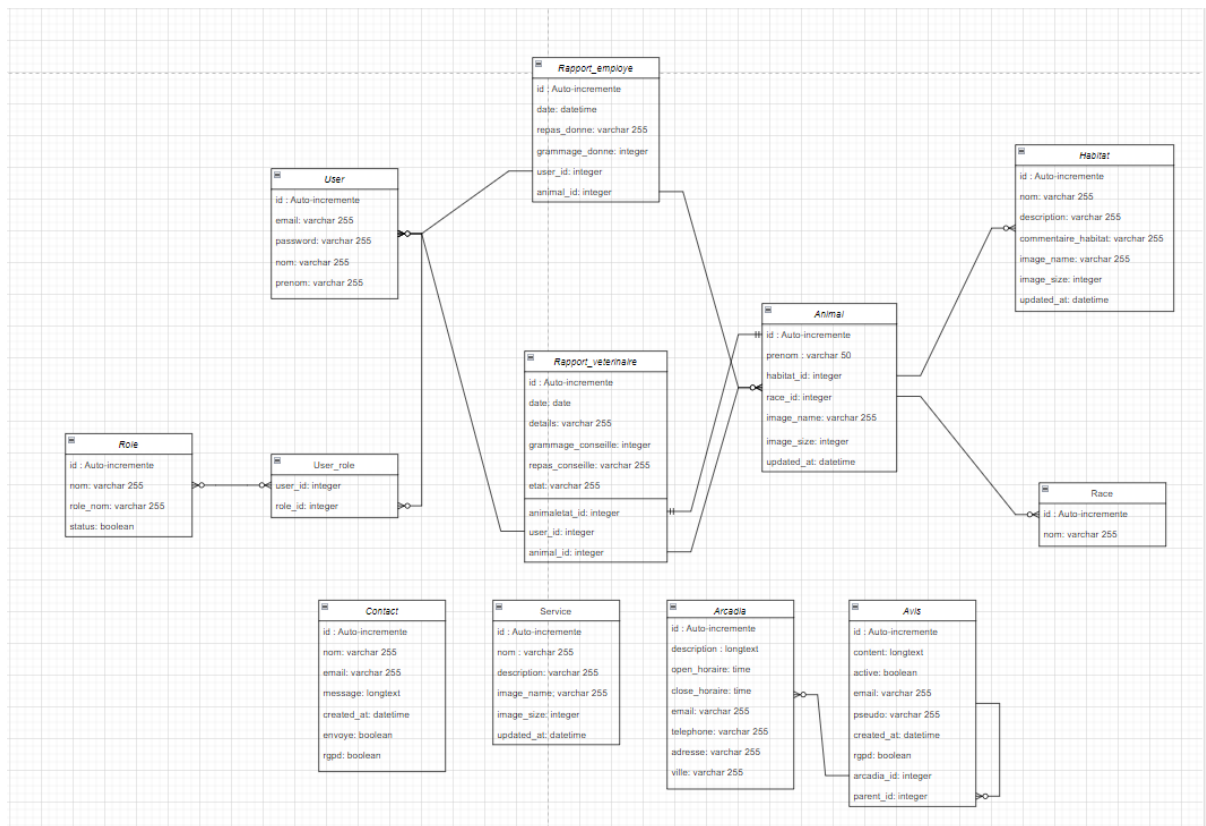 Rapport_employe
id : Auto-incremente
date: datetime
repas_donne: varchar 255
grammage_donne: integer
user_id: integer
animal_id: integer
User
id : Auto-incremente
email: varchar 255
password: varchar 255
nom: varchar 255
prenom: varchar 255
Habitat
id : Auto-incremente
nom: varchar 255
description: varchar 255
commentaire_habitat: varchar 255
image_name: varchar 255
image_size: integer
updated_at: datetime
Animal
id : Auto-incremente
prenom : varchar 50
habitat_id: integer
race_id: integer
image_name: varchar 255
image_size: integer
updated_at: datetime
Rapport_veterinaire
id : Auto-incremente
date: date
details: varchar 255
grammage_conseille: integer
repas_conseille: varchar 255
etat: varchar 255
animaletat_id: integer
user_id: integer
animal_id: integer
Role
id : Auto-incremente
nom: varchar 255
role_nom: varchar 255
status: boolean
User_role
user_id: integer
role_id: integer
Race
id : Auto-incremente
nom: varchar 255
Contact
id : Auto-incremente
nom: varchar 255
email: varchar 255
message: longtext
created_at: datetime
envoye: boolean
rgpd: boolean
Service
id : Auto-incremente
nom : varchar 255
description: varchar 255
image_name; varchar 255
image_size: integer
updated_at: datetime
Arcadia
id : Auto-incremente
description : longtext
open_horaire: time
close_horaire: time
email: varchar 255
telephone: varchar 255
adresse: varchar 255
ville: varchar 255
Avis
id : Auto-incremente
content: longtext
active: boolean
email: varchar 255
pseudo: varchar 255
created_at: datetime
rgpd: boolean
arcadia_id: integer
parent_id: integer